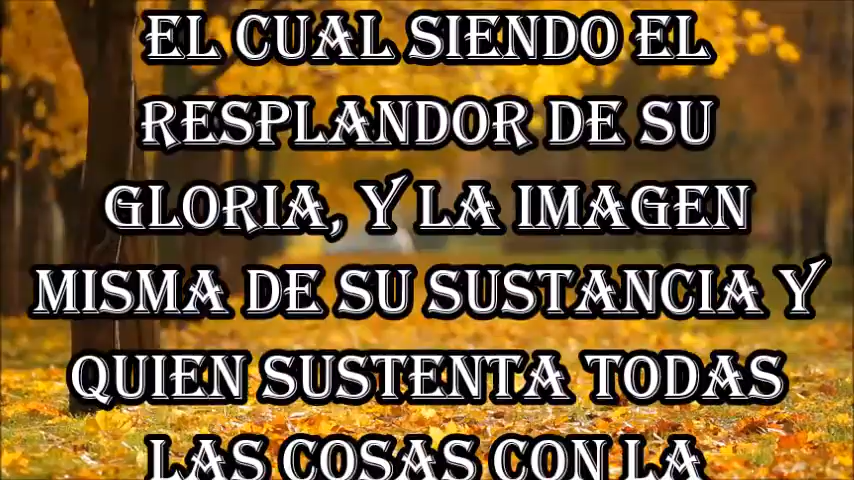 EL CUAL SIENDO EL
RESPLANDOR DE SU
GLORIA, Y LA IMAGEN
MISMA DE SU SUSTANCIA Y
QUIEN SUSTENTA TODAS
LAS COSAS CON LA